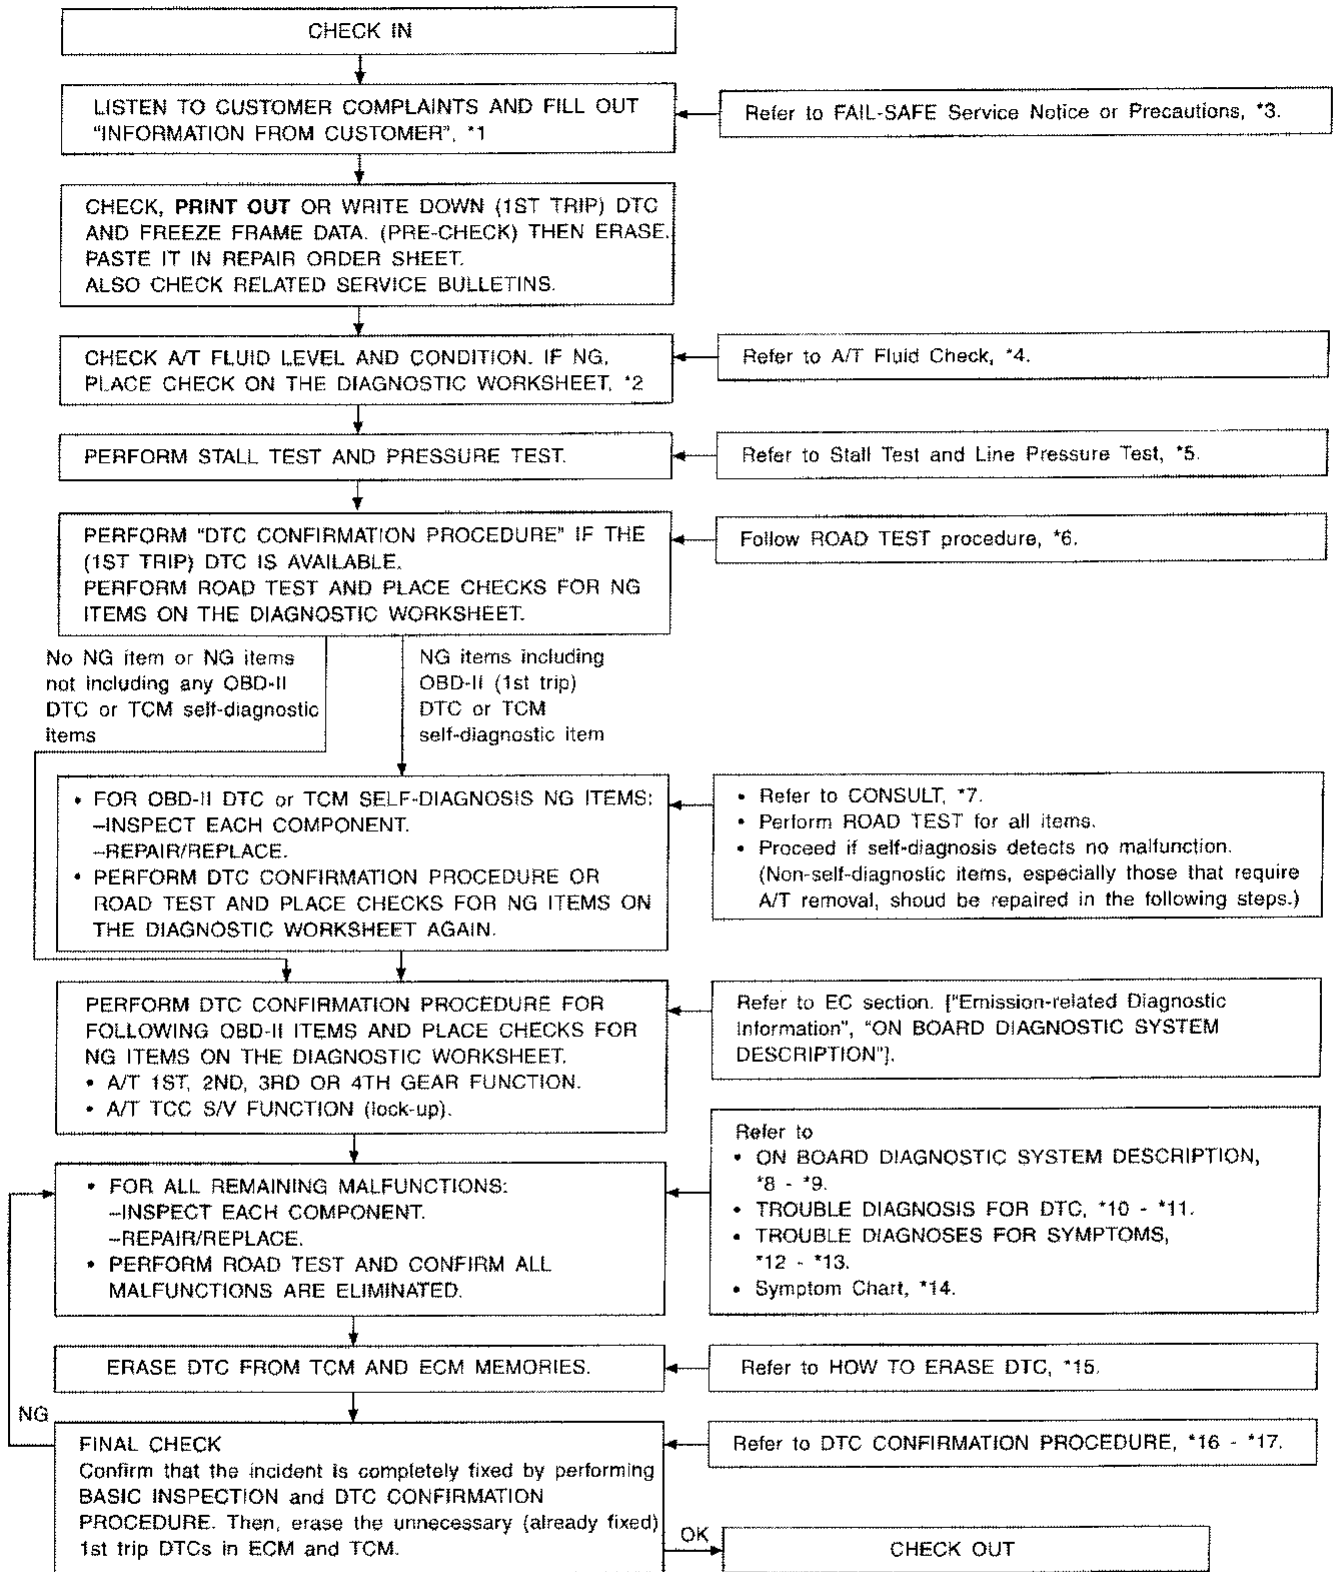 CHECK IN
LISTEN TO CUSTOMER COMPLAINTS AND FILL OUT
"INFORMATION FROM CUSTOMER", *1
Refer to FAIL-SAFE Service Notice or Precautions, *3.
CHECK, PRINT OUT OR WRITE DOWN (1ST TRIP) DTC
AND FREEZE FRAME DATA. (PRE-CHECK) THEN ERASE.
PASTE IT IN REPAIR ORDER SHEET.
ALSO CHECK RELATED SERVICE BULLETINS.
CHECK A/T FLUID LEVEL AND CONDITION. IF NG,
PLACE CHECK ON THE DIAGNOSTIC WORKSHEET, *2
Refer to A/T Fluid Check, *4.
PERFORM STALL TEST AND PRESSURE TEST.
Refer to Stall Test and Line Pressure Test, *5.
PERFORM "DTC CONFIRMATION PROCEDURE" IF THE
(1ST TRIP) DTC IS AVAILABLE.
PERFORM ROAD TEST AND PLACE CHECKS FOR NG
ITEMS ON THE DIAGNOSTIC WORKSHEET.
Follow ROAD TEST procedure, *6.
No NG item or NG items
not including any OBD-II
DTC or TCM self-diagnostic
items
NG items including
OBD-II (1st trip)
DTC or TCM
self-diagnostic item
• FOR OBD-II DTC or TCM SELF-DIAGNOSIS NG ITEMS:
–INSPECT EACH COMPONENT.
–REPAIR/REPLACE.
• PERFORM DTC CONFIRMATION PROCEDURE OR
ROAD TEST AND PLACE CHECKS FOR NG ITEMS ON
THE DIAGNOSTIC WORKSHEET AGAIN.
• Refer to CONSULT, *7.
• Perform ROAD TEST for all items.
• Proceed if self-diagnosis detects no malfunction.
(Non-self-diagnostic items, especially those that require
A/T removal, shoud be repaired in the following steps.)
PERFORM DTC CONFIRMATION PROCEDURE FOR
FOLLOWING OBD-II ITEMS AND PLACE CHECKS FOR
NG ITEMS ON THE DIAGNOSTIC WORKSHEET.
• A/T 1ST, 2ND, 3RD OR 4TH GEAR FUNCTION.
• A/T TCC S/V FUNCTION (lock-up).
Refer to EC section. ["Emission-related Diagnostic
Information", "ON BOARD DIAGNOSTIC SYSTEM
DESCRIPTION"].
• FOR ALL REMAINING MALFUNCTIONS:
–INSPECT EACH COMPONENT.
–REPAIR/REPLACE.
• PERFORM ROAD TEST AND CONFIRM ALL
MALFUNCTIONS ARE ELIMINATED.
Refer to
• ON BOARD DIAGNOSTIC SYSTEM DESCRIPTION,
*8 - *9.
• TROUBLE DIAGNOSIS FOR DTC, *10 - *11.
• TROUBLE DIAGNOSES FOR SYMPTOMS,
*12 - *13.
• Symptom Chart, *14.
ERASE DTC FROM TCM AND ECM MEMORIES.
Refer to HOW TO ERASE DTC, *15.
NG
FINAL CHECK
Confirm that the incident is completely fixed by performing
BASIC INSPECTION and DTC CONFIRMATION
PROCEDURE. Then, erase the unnecessary (already fixed)
1st trip DTCs in ECM and TCM.
Refer to DTC CONFIRMATION PROCEDURE, *16 - *17.
OK
CHECK OUT